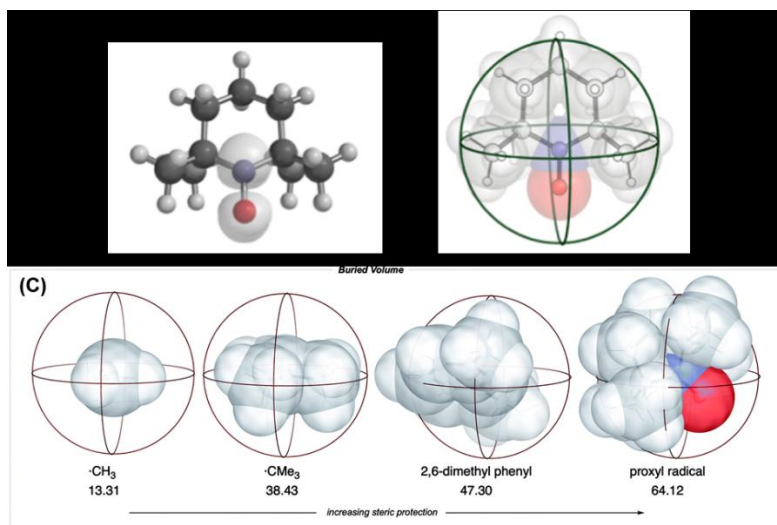 Buried Volume
(C)
·CH₃
·CMe₃
2,6-dimethyl phenyl
proxyl radical
13.31
38.43
47.30
64.12
increasing steric protection